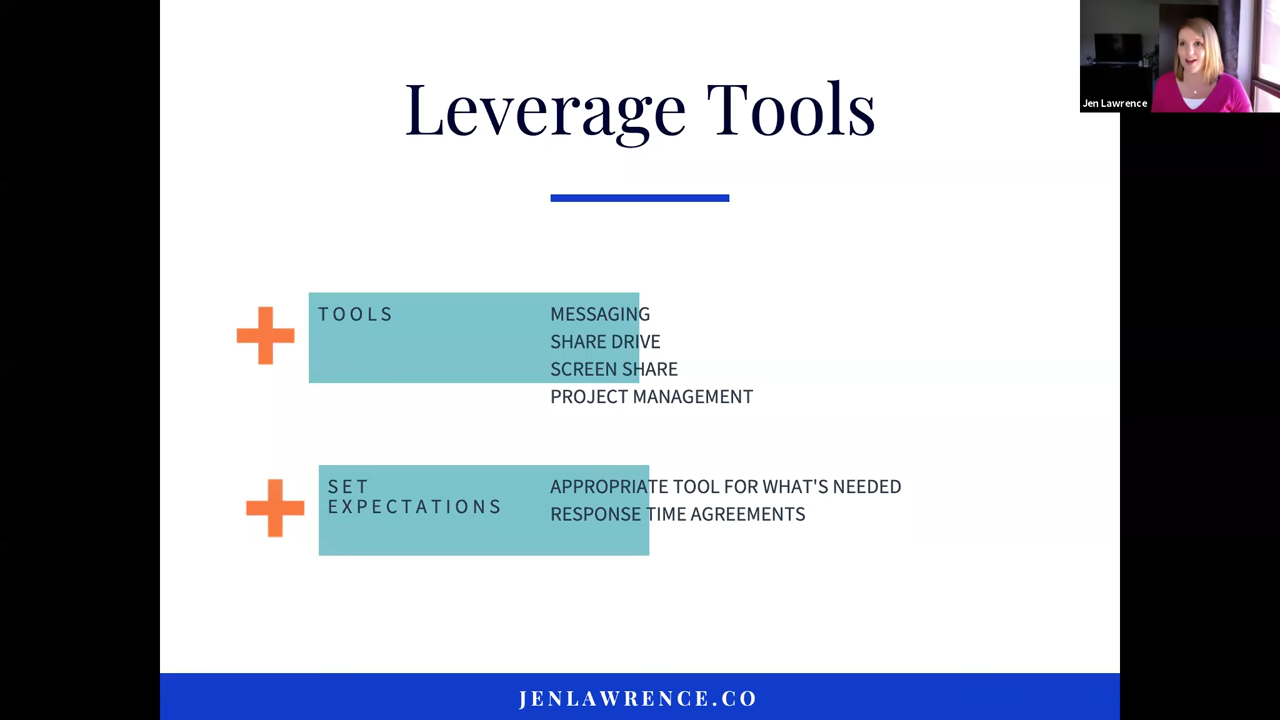 Leverage Tools
Jen Lawrence
TOOLS
MESSAGING
SHARE DRIVE
SCREEN SHARE
PROJECT MANAGEMENT
SET
EXPECTATIONS
APPROPRIATE TOOL FOR WHAT'S NEEDED
RESPONSE TIME AGREEMENTS
JENLAWRENCE.CO